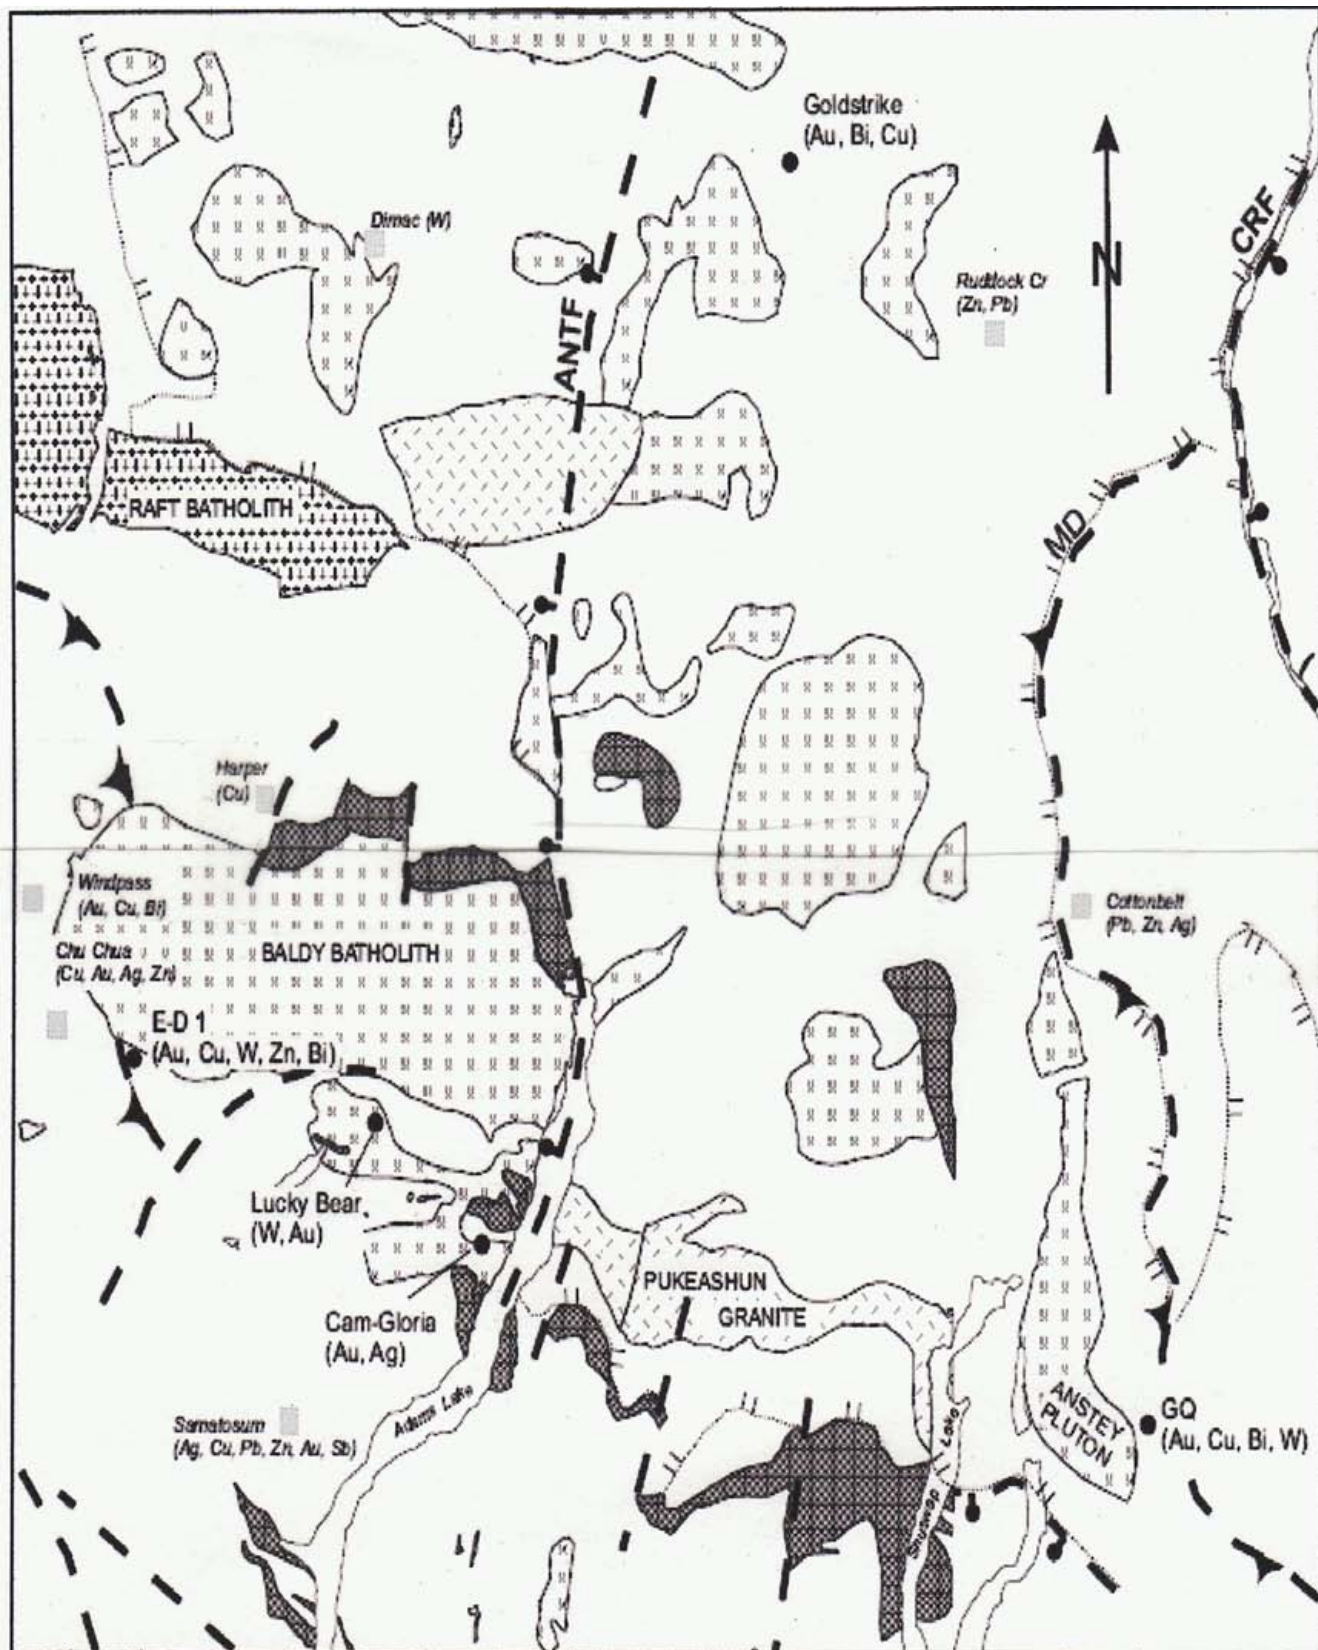 Goldstrike
(Au, Bi, Cu)
Dimac (W)
CRF
N
Ruddock Cr
(Zn, Pb)
ANTF
RAFT BATHOLITH
MD
Harper
(Cu)
Windpass
(Au, Cu, Bi)
Cottonbelt
(Pb, Zn, Ag)
Chu Chua
(Cu, Au, Ag, Zn)
BALDY BATHOLITH
E-D 1
(Au, Cu, W, Zn, Bi)
Lucky Bear
(W, Au)
PUKEASHUN
GRANITE
Cam-Gloria
(Au, Ag)
Adams Lake
ANSTEY
PLUTON
GQ
(Au, Cu, Bi, W)
Samatosum
(Ag, Cu, Pb, Zn, Au, Sb)
Shuswap Lake